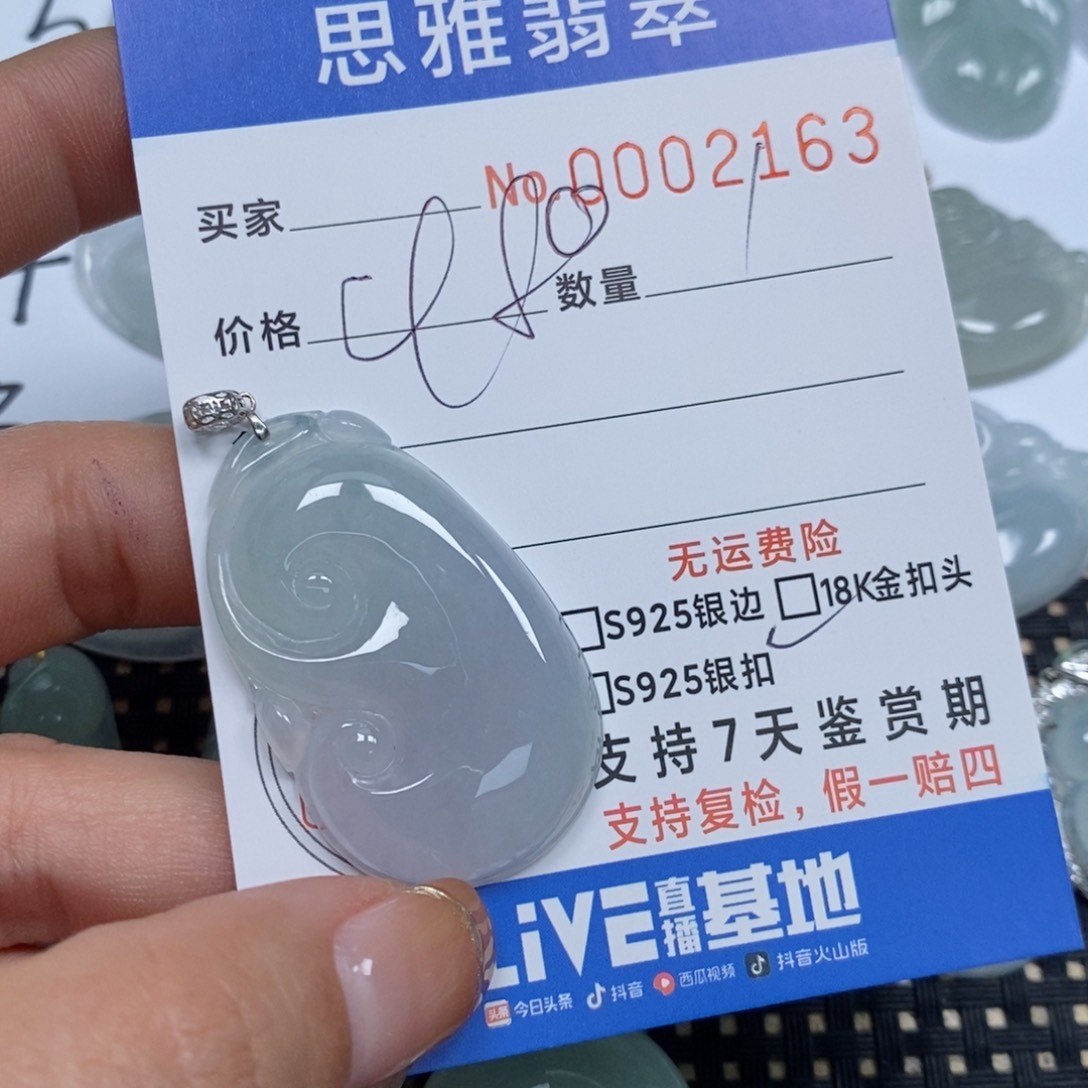 思雅翡翠
No.0002163
买家
价格 数量 1
无运费险
S925银边 18K金扣头
S925银扣
支持7天鉴赏期
支持复检，假一赔四
LiVE直播基地
头条 今日头条 抖音 西瓜视频 抖音火山版